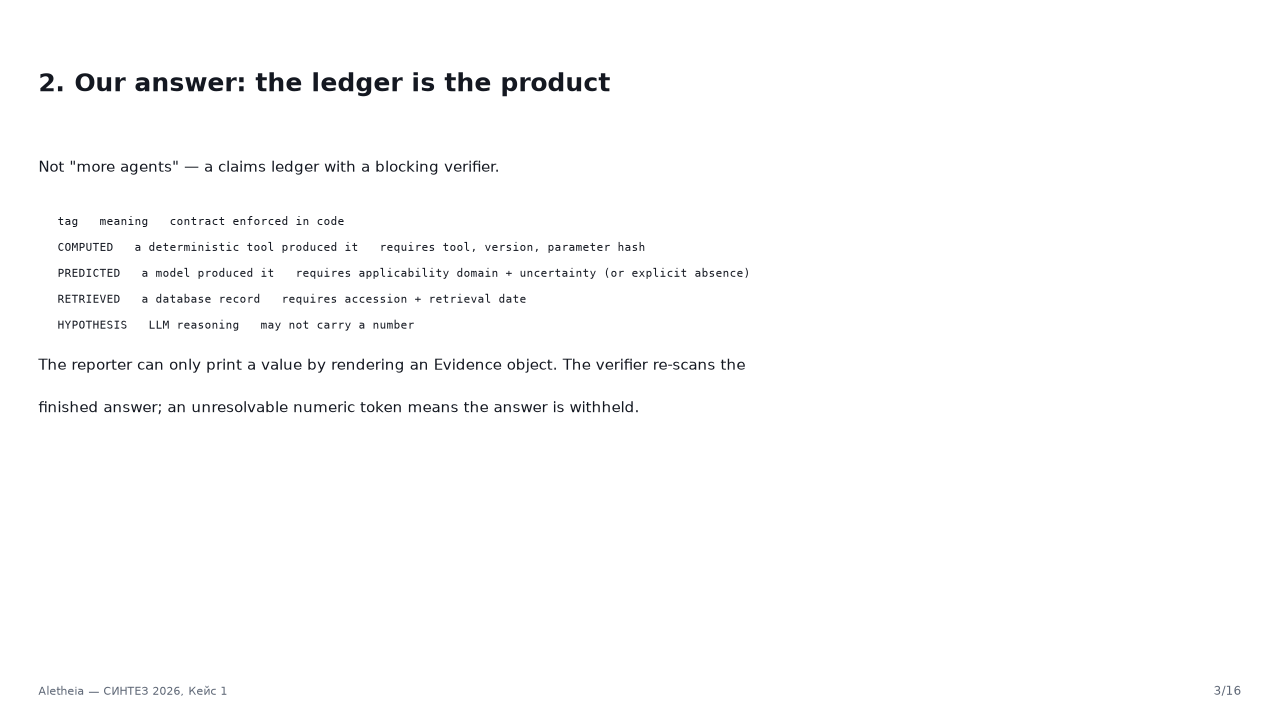 2. Our answer: the ledger is the product
Not "more agents" — a claims ledger with a blocking verifier.
tag   meaning   contract enforced in code
COMPUTED   a deterministic tool produced it   requires tool, version, parameter hash
PREDICTED   a model produced it   requires applicability domain + uncertainty (or explicit absence)
RETRIEVED   a database record   requires accession + retrieval date
HYPOTHESIS   LLM reasoning   may not carry a number
The reporter can only print a value by rendering an Evidence object. The verifier re-scans the
finished answer; an unresolvable numeric token means the answer is withheld.
Aletheia — СИНТЕЗ 2026, Кейс 1
3/16